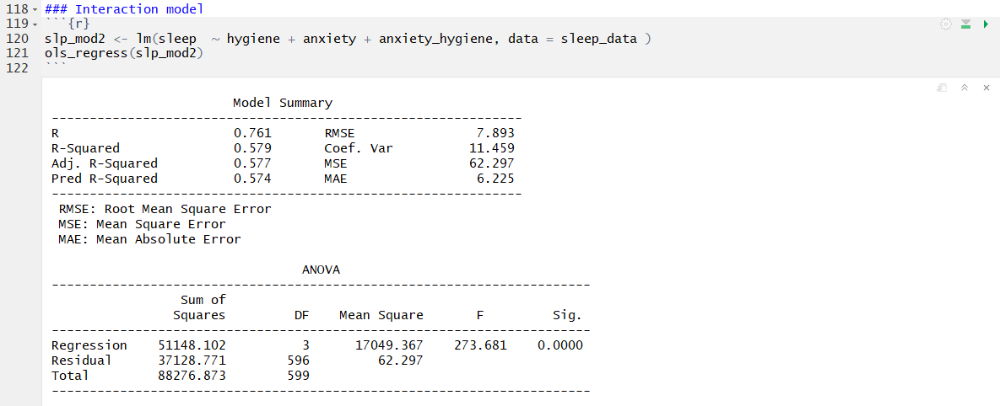 118 ### Interaction model
119 ```{r}
120 slp_mod2 <- lm(sleep  ~ hygiene + anxiety + anxiety_hygiene, data = sleep_data )
121 ols_regress(slp_mod2)
122 ```
                        Model Summary
--------------------------------------------------------------
R                       0.761       RMSE                7.893
R-Squared               0.579       Coef. Var          11.459
Adj. R-Squared          0.577       MSE                62.297
Pred R-Squared          0.574       MAE                 6.225
--------------------------------------------------------------
 RMSE: Root Mean Square Error
 MSE: Mean Square Error
 MAE: Mean Absolute Error
                                 ANOVA
-----------------------------------------------------------------------
                 Sum of
                Squares         DF    Mean Square       F         Sig.
-----------------------------------------------------------------------
Regression    51148.102          3      17049.367    273.681    0.0000
Residual      37128.771        596         62.297
Total         88276.873        599
-----------------------------------------------------------------------